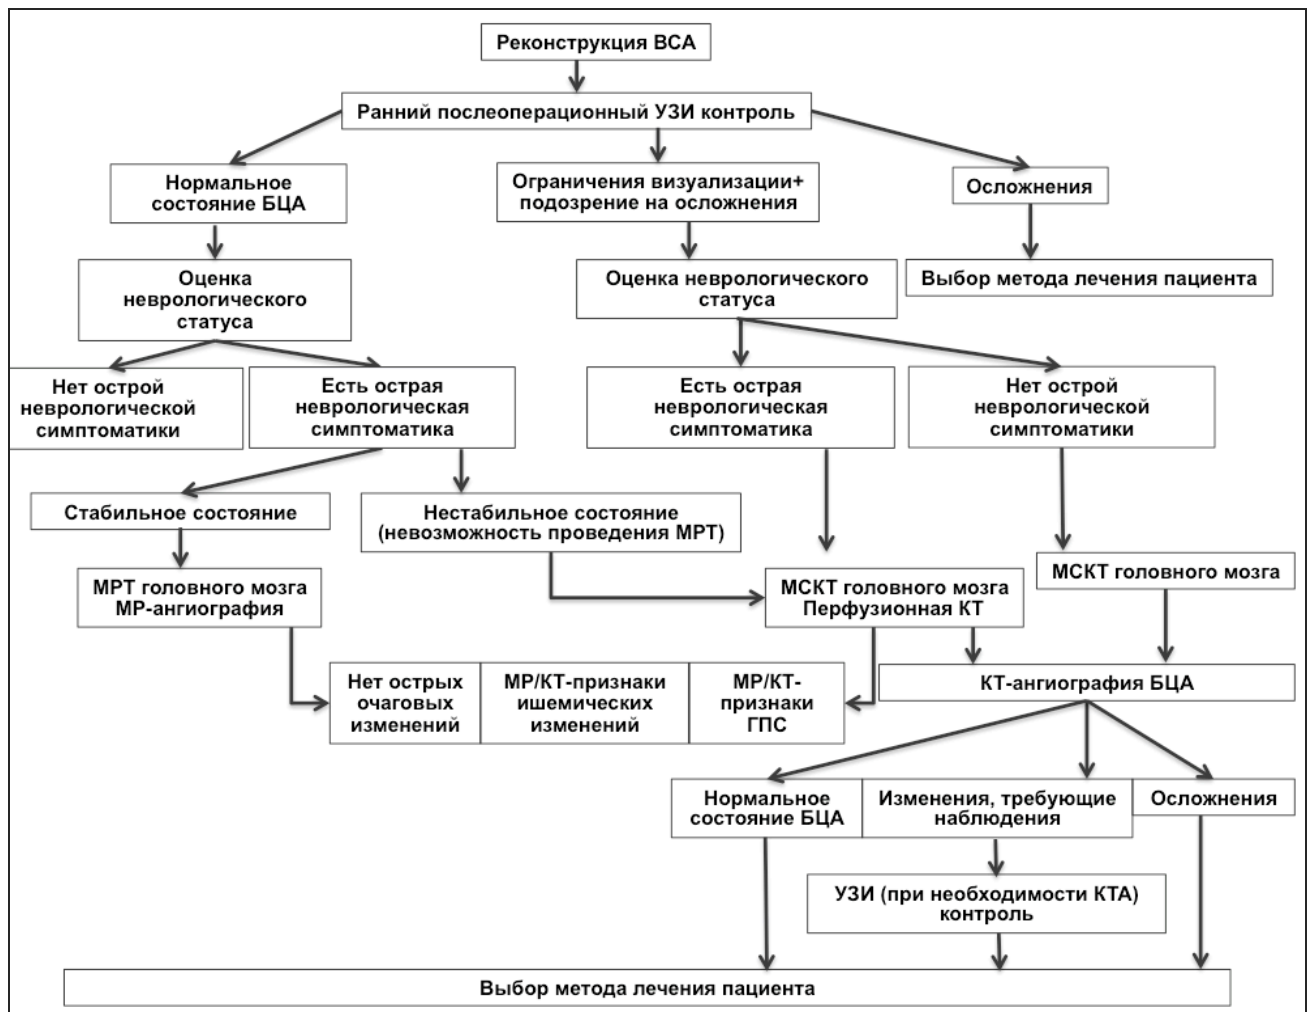 Реконструкция ВСА
Ранний послеоперационный УЗИ контроль
Нормальное
состояние БЦА
Ограничения визуализации+
подозрение на осложнения
Осложнения
Оценка
неврологического
статуса
Оценка неврологического
статуса
Выбор метода лечения пациента
Нет острой
неврологической
симптоматики
Есть острая
неврологическая
симптоматика
Есть острая
неврологическая
симптоматика
Нет острой
неврологической
симптоматики
Стабильное состояние
Нестабильное состояние
(невозможность проведения МРТ)
МРТ головного мозга
МР-ангиография
МСКТ головного мозга
Перфузионная КТ
МСКТ головного мозга
Нет острых
очаговых
изменений
МР/КТ-признаки
ишемических
изменений
МР/КТ-
признаки
ГПС
КТ-ангиография БЦА
Нормальное
состояние БЦА
Изменения, требующие
наблюдения
Осложнения
УЗИ (при необходимости КТА)
контроль
Выбор метода лечения пациента